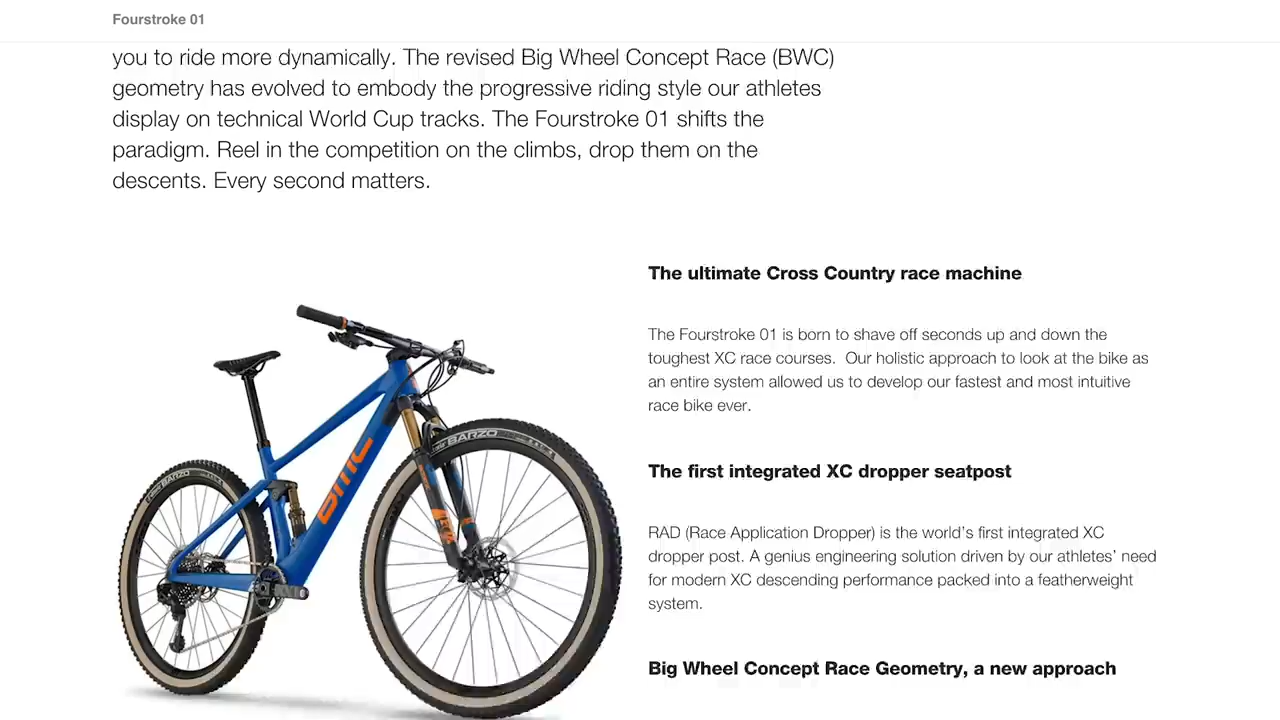 Fourstroke 01
you to ride more dynamically. The revised Big Wheel Concept Race (BWC)
geometry has evolved to embody the progressive riding style our athletes
display on technical World Cup tracks. The Fourstroke 01 shifts the
paradigm. Reel in the competition on the climbs, drop them on the
descents. Every second matters.
The ultimate Cross Country race machine
The Fourstroke 01 is born to shave off seconds up and down the
toughest XC race courses.  Our holistic approach to look at the bike as
an entire system allowed us to develop our fastest and most intuitive
race bike ever.
The first integrated XC dropper seatpost
RAD (Race Application Dropper) is the world's first integrated XC
dropper post. A genius engineering solution driven by our athletes' need
for modern XC descending performance packed into a featherweight
system.
Big Wheel Concept Race Geometry, a new approach
BMC
BARZO
BARZO
FOX